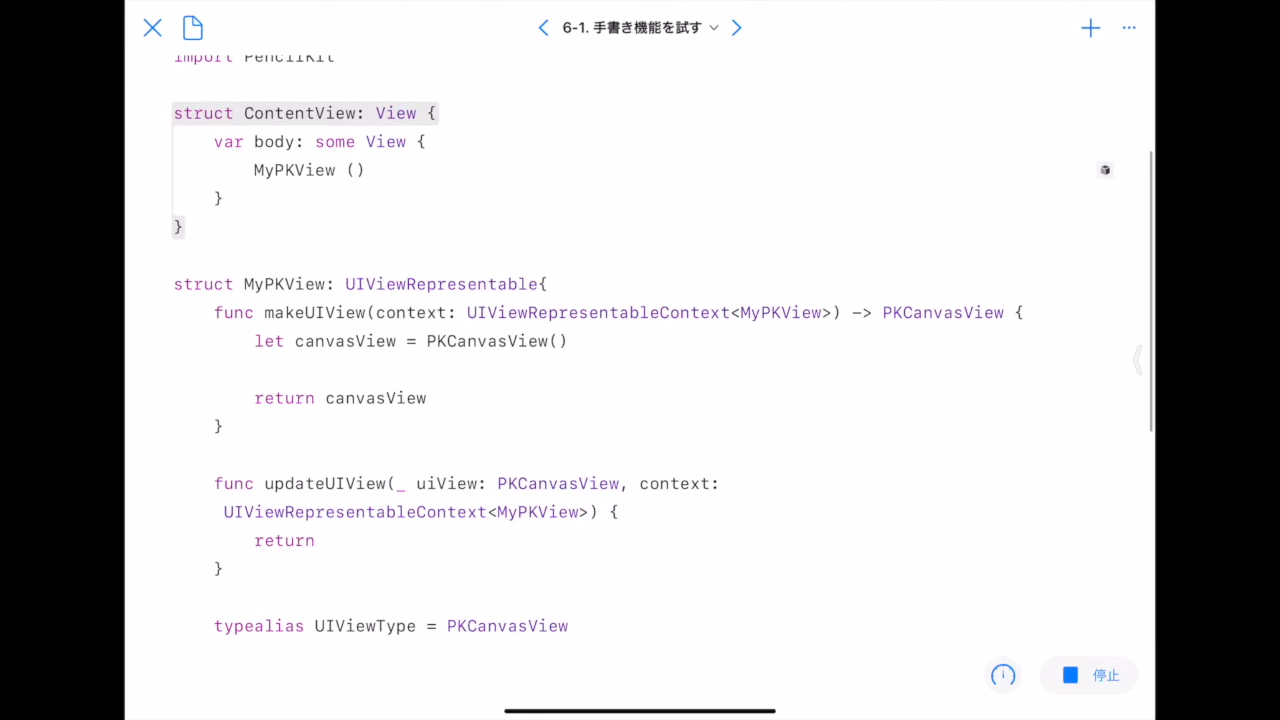 6-1. 手書き機能を試す
import PencilKit
struct ContentView: View {
var body: some View {
MyPKView ()
}
}
struct MyPKView: UIViewRepresentable{
func makeUIView(context: UIViewRepresentableContext<MyPKView>) -> PKCanvasView {
let canvasView = PKCanvasView()
return canvasView
}
func updateUIView(_ uiView: PKCanvasView, context:
UIViewRepresentableContext<MyPKView>) {
return
}
typealias UIViewType = PKCanvasView
停止